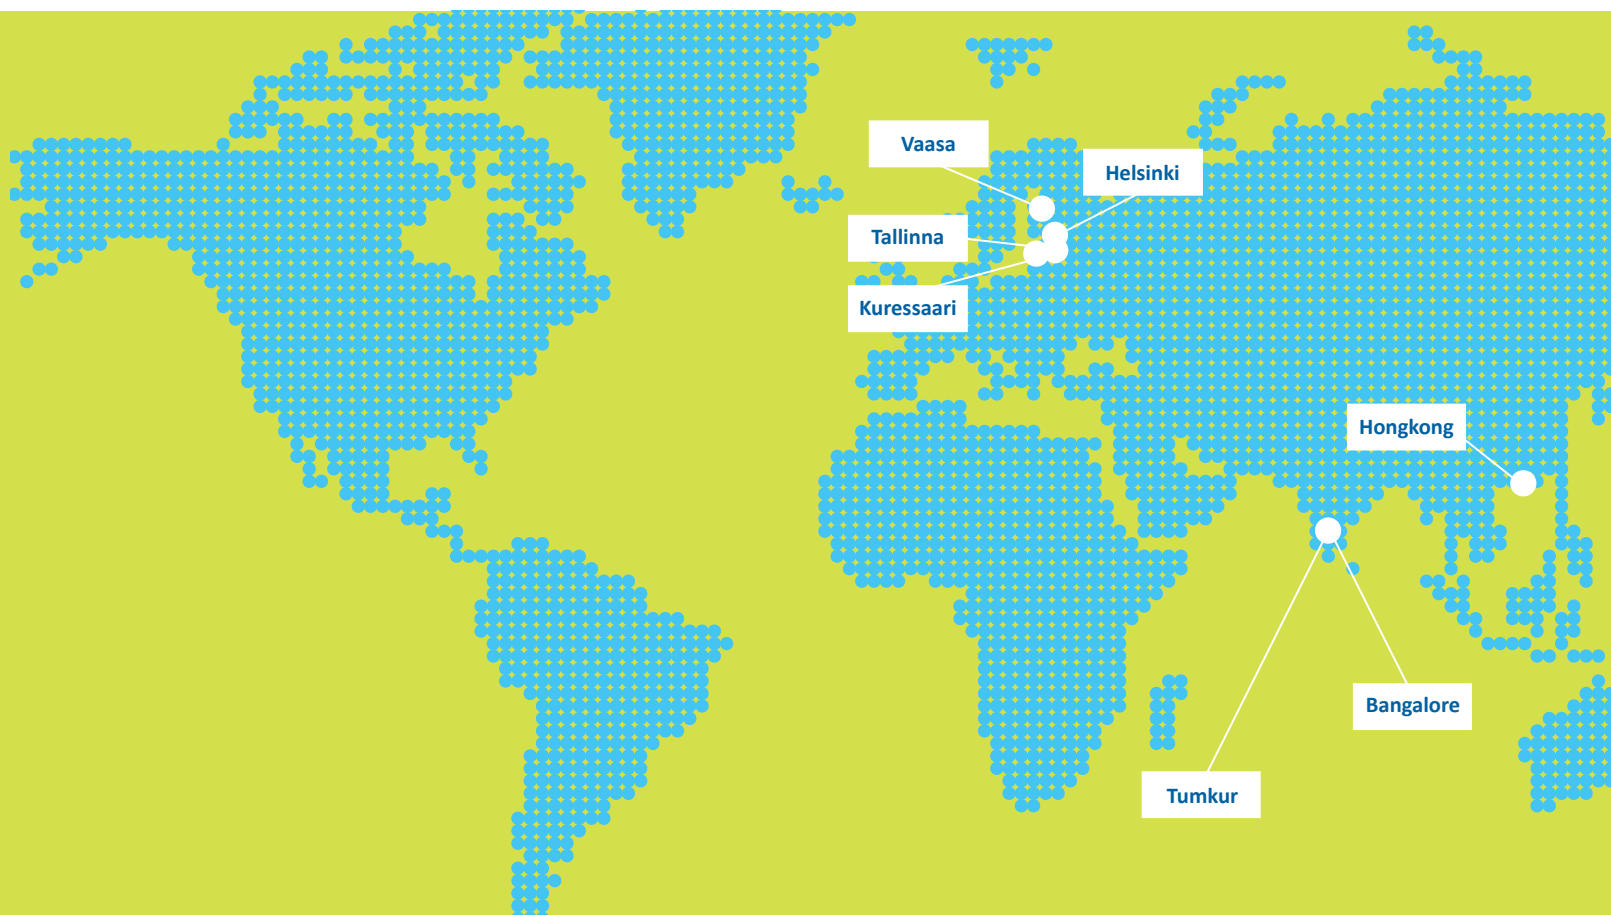 Vaasa
Helsinki
Tallinna
Kuressaari
Hongkong
Bangalore
Tumkur